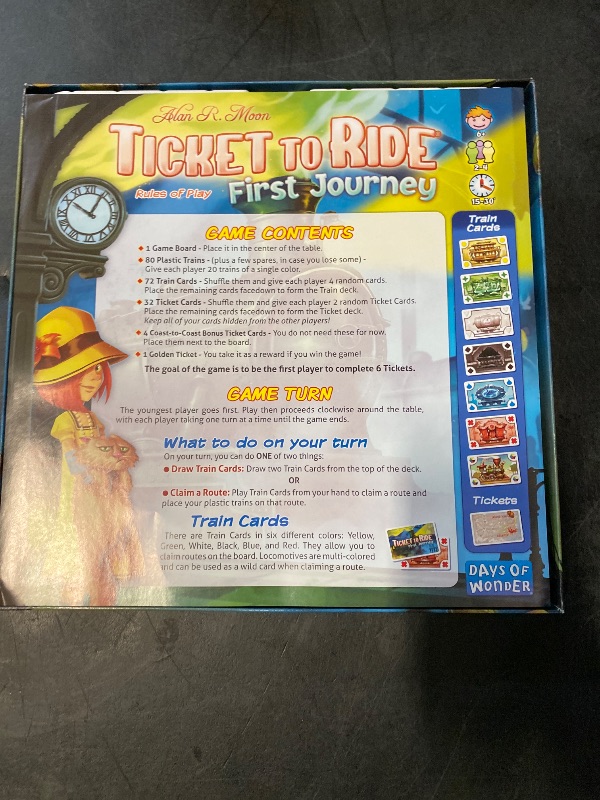 Alan R. Moon
TICKET TO RIDE
Rules of Play
First Journey
6+
2-4
15-30'
GAME CONTENTS
1 Game Board - Place it in the center of the table.
80 Plastic Trains - (plus a few spares, in case you lose some) -
Give each player 20 trains of a single color.
72 Train Cards - Shuffle them and give each player 4 random cards.
Place the remaining cards facedown to form the Train deck.
32 Ticket Cards - Shuffle them and give each player 2 random Ticket Cards.
Place the remaining cards facedown to form the Ticket deck.
Keep all of your cards hidden from the other players!
4 Coast-to-Coast Bonus Ticket Cards - You do not need these for now.
Place them next to the board.
1 Golden Ticket - You take it as a reward if you win the game!
The goal of the game is to be the first player to complete 6 Tickets.
GAME TURN
The youngest player goes first. Play then proceeds clockwise around the table,
with each player taking one turn at a time until the game ends.
What to do on your turn
On your turn, you can do ONE of two things:
Draw Train Cards: Draw two Train Cards from the top of the deck.
OR
Claim a Route: Play Train Cards from your hand to claim a route and
place your plastic trains on that route.
Train Cards
There are Train Cards in six different colors: Yellow,
Green, White, Black, Blue, and Red. They allow you to
claim routes on the board. Locomotives are multi-colored
and can be used as a wild card when claiming a route.
TICKET TO RIDE
Train
Cards
Tickets
DAYS OF
WONDER